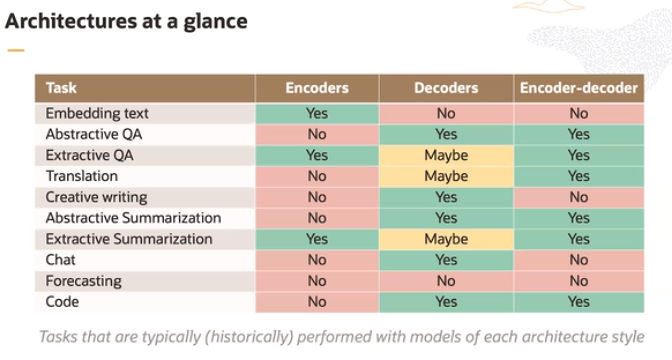 Architectures at a glance
Task Encoders Decoders Encoder-decoder
Embedding text Yes No No
Abstractive QA No Yes Yes
Extractive QA Yes Maybe Yes
Translation No Maybe Yes
Creative writing No Yes No
Abstractive Summarization No Yes Yes
Extractive Summarization Yes Maybe Yes
Chat No Yes No
Forecasting No No No
Code No Yes Yes
Tasks that are typically (historically) performed with models of each architecture style